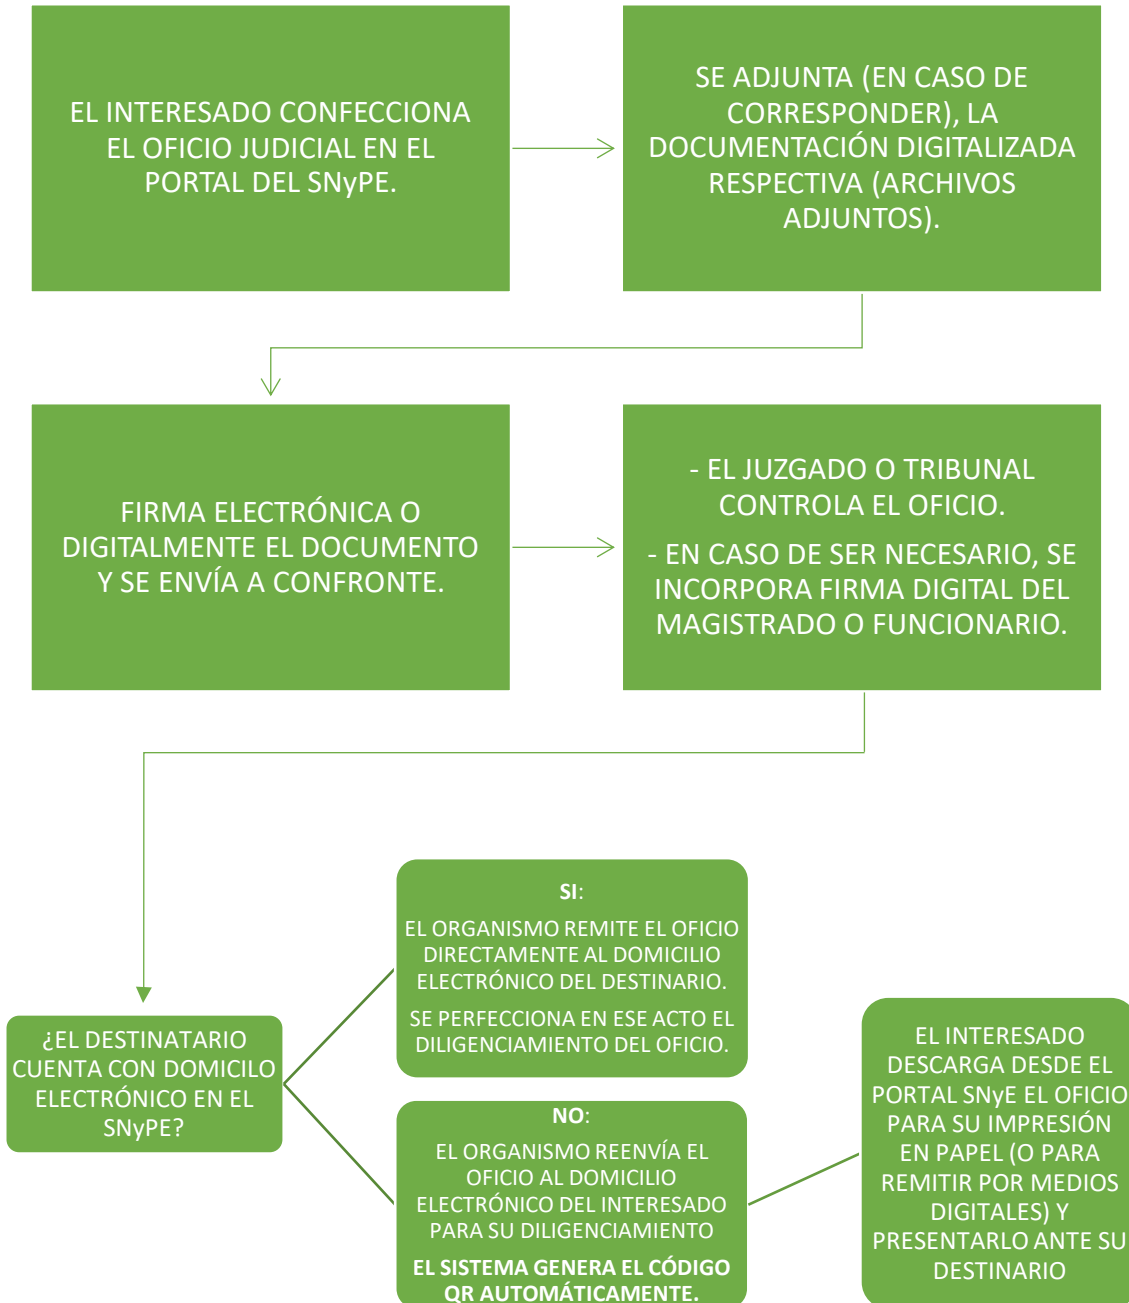 EL INTERESADO CONFECCIONA
EL OFICIO JUDICIAL EN EL
PORTAL DEL SNyPE.
SE ADJUNTA (EN CASO DE
CORRESPONDER), LA
DOCUMENTACIÓN DIGITALIZADA
RESPECTIVA (ARCHIVOS
ADJUNTOS).
FIRMA ELECTRÓNICA O
DIGITALMENTE EL DOCUMENTO
Y SE ENVÍA A CONFRONTE.
- EL JUZGADO O TRIBUNAL
CONTROLA EL OFICIO.
- EN CASO DE SER NECESARIO, SE
INCORPORA FIRMA DIGITAL DEL
MAGISTRADO O FUNCIONARIO.
¿EL DESTINATARIO
CUENTA CON DOMICILO
ELECTRÓNICO EN EL
SNyPE?
SI:
EL ORGANISMO REMITE EL OFICIO
DIRECTAMENTE AL DOMICILIO
ELECTRÓNICO DEL DESTINARIO.
SE PERFECCIONA EN ESE ACTO EL
DILIGENCIAMIENTO DEL OFICIO.
NO:
EL ORGANISMO REENVÍA EL
OFICIO AL DOMICILIO
ELECTRÓNICO DEL INTERESADO
PARA SU DILIGENCIAMIENTO
EL SISTEMA GENERA EL CÓDIGO
QR AUTOMÁTICAMENTE.
EL INTERESADO
DESCARGA DESDE EL
PORTAL SNyE EL OFICIO
PARA SU IMPRESIÓN
EN PAPEL (O PARA
REMITIR POR MEDIOS
DIGITALES) Y
PRESENTARLO ANTE SU
DESTINARIO